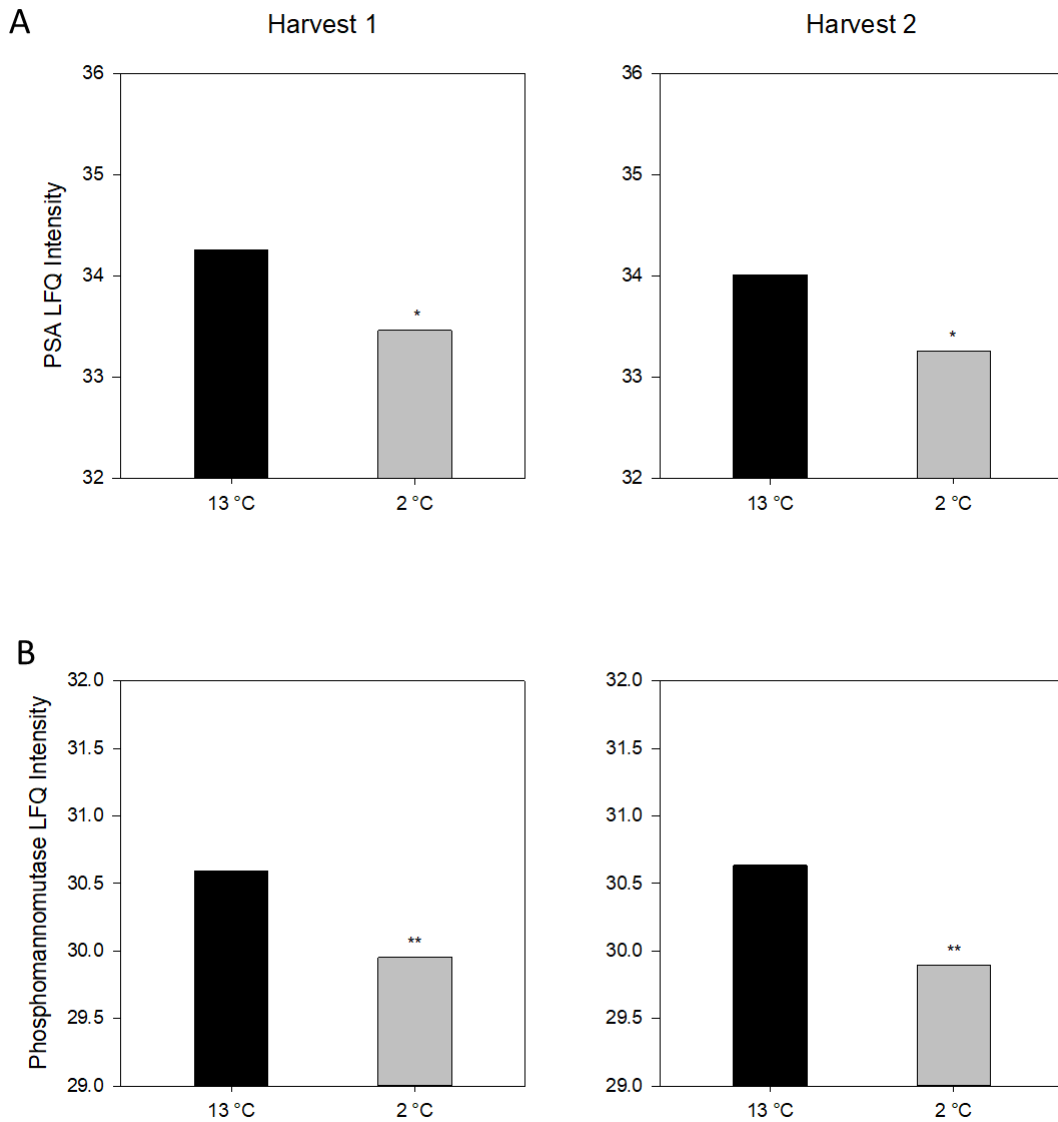 A
Harvest 1
Harvest 2
PSA LFQ Intensity
36
35
34
33
32
*
13 °C
2 °C
36
35
34
33
32
*
13 °C
2 °C
B
Phosphomannomutase LFQ Intensity
32.0
31.5
31.0
30.5
30.0
29.5
29.0
**
13 °C
2 °C
32.0
31.5
31.0
30.5
30.0
29.5
29.0
**
13 °C
2 °C